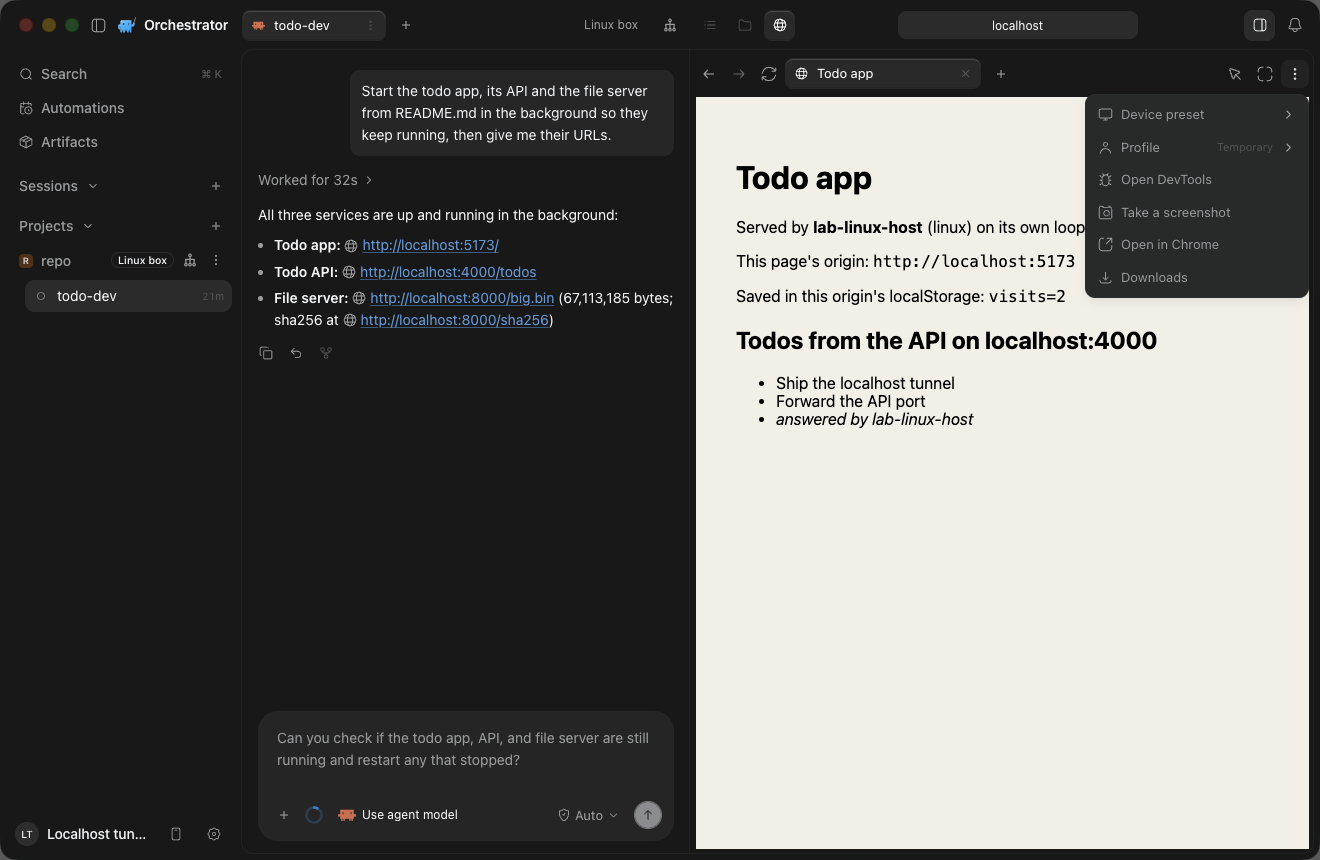 Orchestrator
todo-dev
Linux box
localhost
Search
⌘ K
Automations
Artifacts
Sessions
Projects
R
repo
Linux box
todo-dev
21m
LT
Localhost tun...
Start the todo app, its API and the file server
from README.md in the background so they
keep running, then give me their URLs.
Worked for 32s
All three services are up and running in the background:
Todo app: http://localhost:5173/
Todo API: http://localhost:4000/todos
File server: http://localhost:8000/big.bin (67,113,185 bytes;
sha256 at http://localhost:8000/sha256)
Can you check if the todo app, API, and file server are still
running and restart any that stopped?
Use agent model
Auto
Todo app
Todo app
Served by lab-linux-host (linux) on its own loop
This page's origin: http://localhost:5173
Saved in this origin's localStorage: visits=2
Todos from the API on localhost:4000
• Ship the localhost tunnel
• Forward the API port
• answered by lab-linux-host
Device preset
Profile
Temporary
Open DevTools
Take a screenshot
Open in Chrome
Downloads